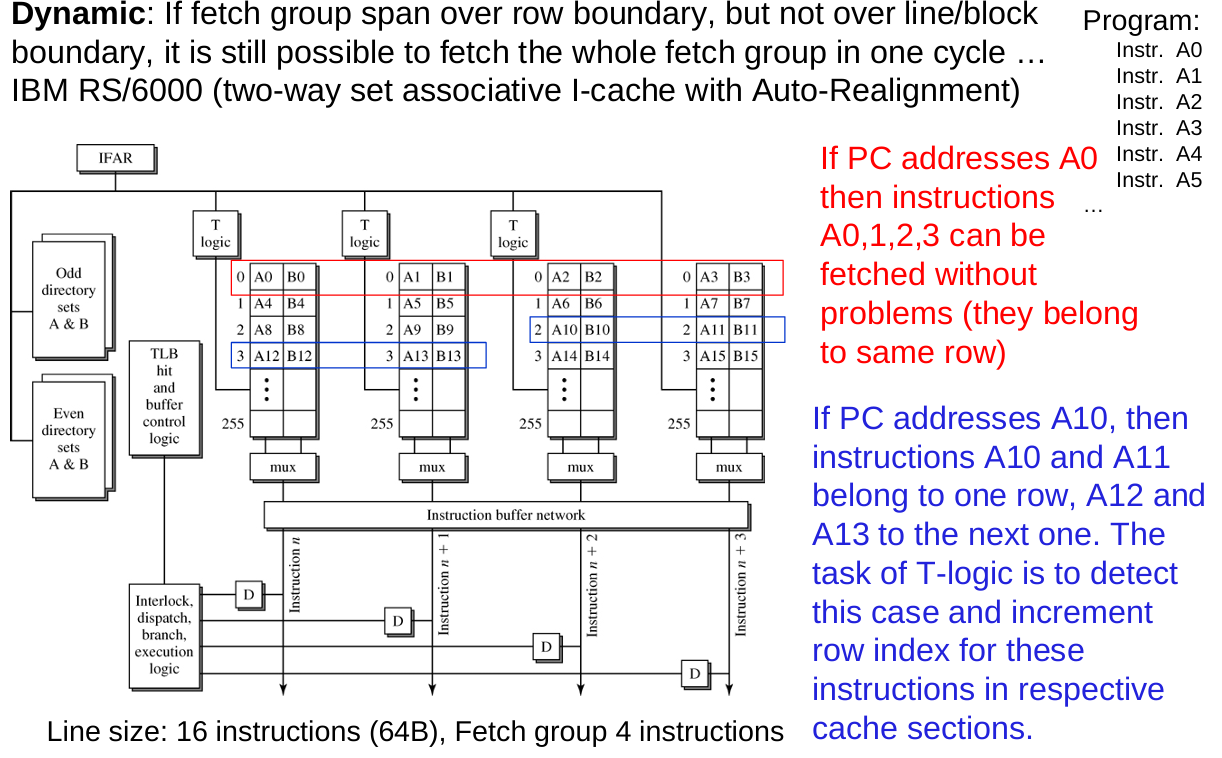 Dynamic: If fetch group span over row boundary, but not over line/block
boundary, it is still possible to fetch the whole fetch group in one cycle …
IBM RS/6000 (two-way set associative I-cache with Auto-Realignment)
Program:
Instr. A0
Instr. A1
Instr. A2
Instr. A3
Instr. A4
Instr. A5
…
If PC addresses A0
then instructions
A0,1,2,3 can be
fetched without
problems (they belong
to same row)
If PC addresses A10, then
instructions A10 and A11
belong to one row, A12 and
A13 to the next one. The
task of T-logic is to detect
this case and increment
row index for these
instructions in respective
cache sections.
IFAR
T
logic
T
logic
T
logic
Odd
directory
sets
A & B
Even
directory
sets
A & B
TLB
hit
and
buffer
control
logic
0 A0 B0 0 A1 B1 0 A2 B2 0 A3 B3
1 A4 B4 1 A5 B5 1 A6 B6 1 A7 B7
2 A8 B8 2 A9 B9 2 A10 B10 2 A11 B11
3 A12 B12 3 A13 B13 3 A14 B14 3 A15 B15
255 255 255 255
mux mux mux mux
Instruction buffer network
Instruction n
Instruction n + 1
Instruction n + 2
Instruction n + 3
Interlock,
dispatch,
branch,
execution
logic
D
D
D
D
Line size: 16 instructions (64B), Fetch group 4 instructions